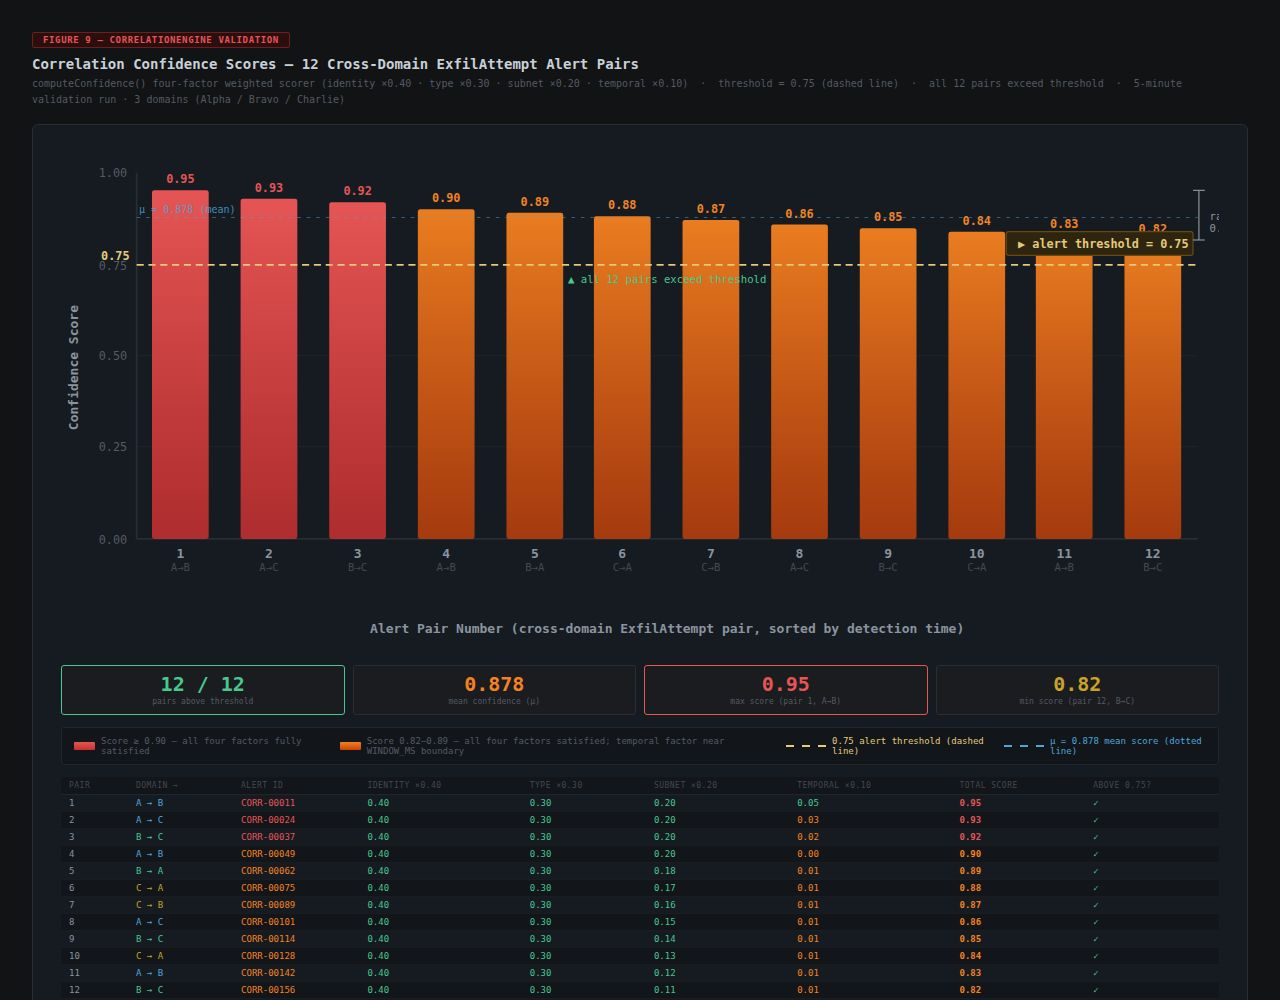 FIGURE 9 — CORRELATIONENGINE VALIDATION
Correlation Confidence Scores — 12 Cross-Domain ExfilAttempt Alert Pairs
computeConfidence() four-factor weighted scorer (identity ×0.40 · type ×0.30 · subnet ×0.20 · temporal ×0.10) · threshold = 0.75 (dashed line) · all 12 pairs exceed threshold · 5-minute
validation run · 3 domains (Alpha / Bravo / Charlie)
1.00
0.95 0.93 0.92 0.90 0.89 0.88 0.87 0.86 0.85 0.84 0.83 0.82
μ = 0.878 (mean)
▶ alert threshold = 0.75
0.75
0.75
▲ all 12 pairs exceed threshold
0.50
0.25
0.00
Confidence Score
1 2 3 4 5 6 7 8 9 10 11 12
A→B A→C B→C A→B B→A C→A C→B A→C B→C C→A A→B B→C
Alert Pair Number (cross-domain ExfilAttempt pair, sorted by detection time)
12 / 12
pairs above threshold
0.878
mean confidence (μ)
0.95
max score (pair 1, A→B)
0.82
min score (pair 12, B→C)
Score ≥ 0.90 — all four factors fully
satisfied
Score 0.82–0.89 — all four factors satisfied; temporal factor near
WINDOW_MS boundary
0.75 alert threshold (dashed
line)
μ = 0.878 mean score (dotted
line)
PAIR DOMAIN → ALERT ID IDENTITY ×0.40 TYPE ×0.30 SUBNET ×0.20 TEMPORAL ×0.10 TOTAL SCORE ABOVE 0.75?
1 A → B CORR-00011 0.40 0.30 0.20 0.05 0.95 ✓
2 A → C CORR-00024 0.40 0.30 0.20 0.03 0.93 ✓
3 B → C CORR-00037 0.40 0.30 0.20 0.02 0.92 ✓
4 A → B CORR-00049 0.40 0.30 0.20 0.00 0.90 ✓
5 B → A CORR-00062 0.40 0.30 0.18 0.01 0.89 ✓
6 C → A CORR-00075 0.40 0.30 0.17 0.01 0.88 ✓
7 C → B CORR-00089 0.40 0.30 0.16 0.01 0.87 ✓
8 A → C CORR-00101 0.40 0.30 0.15 0.01 0.86 ✓
9 B → C CORR-00114 0.40 0.30 0.14 0.01 0.85 ✓
10 C → A CORR-00128 0.40 0.30 0.13 0.01 0.84 ✓
11 A → B CORR-00142 0.40 0.30 0.12 0.01 0.83 ✓
12 B → C CORR-00156 0.40 0.30 0.11 0.01 0.82 ✓